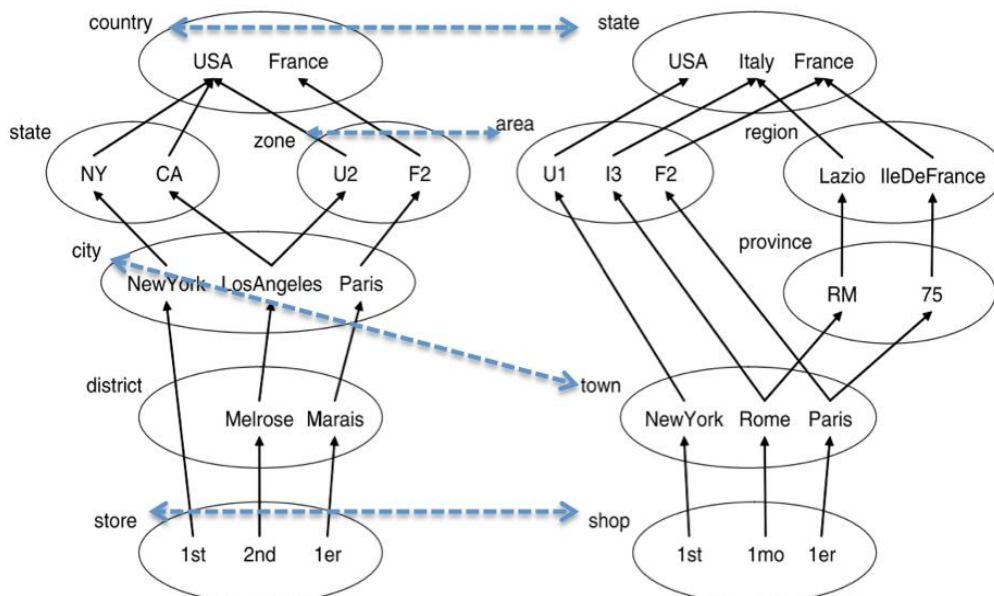 country
state
USA France
USA Italy France
state
zone
area
region
NY CA
U2 F2
U1 I3 F2
Lazio IleDeFrance
city
province
NewYork LosAngeles Paris
RM 75
district
town
Melrose Marais
NewYork Rome Paris
store
shop
1st 2nd 1er
1st 1mo 1er